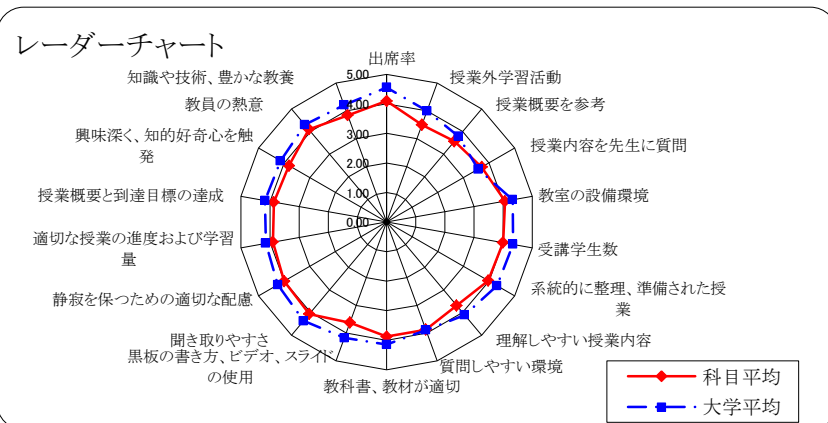 レーダーチャート
出席率
授業外学習活動
授業概要を参考
授業内容を先生に質問
教室の設備環境
受講学生数
系統的に整理、準備された授
業
理解しやすい授業内容
質問しやすい環境
教科書、教材が適切
黒板の書き方、ビデオ、スライド
の使用
聞き取りやすさ
静寂を保つための適切な配慮
適切な授業の進度および学習
量
授業概要と到達目標の達成
興味深く、知的好奇心を触
発
教員の熱意
知識や技術、豊かな教養
5.00
4.00
3.00
2.00
1.00
0.00
科目平均
大学平均